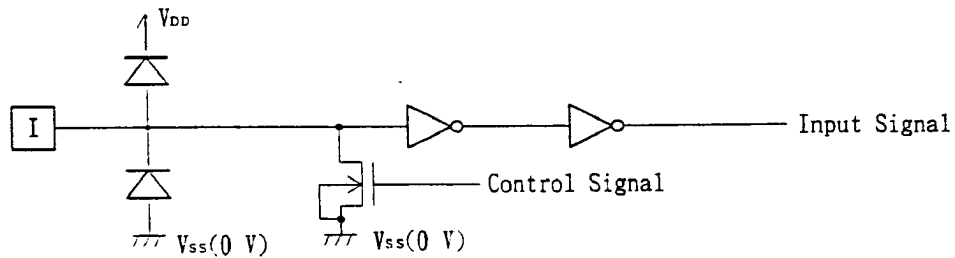 VDD
I
Input Signal
Control Signal
Vss(0 V)
Vss(0 V)